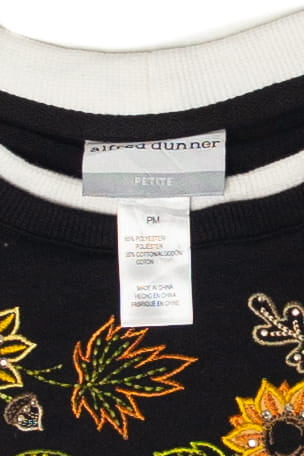 alfred dunner
PETITE
PM
65% POLYESTER
POLIESTER
35% COTTON/ALGODON
COTON
MADE IN CHINA
HECHO EN CHINA
FABRIQUE EN CHINE